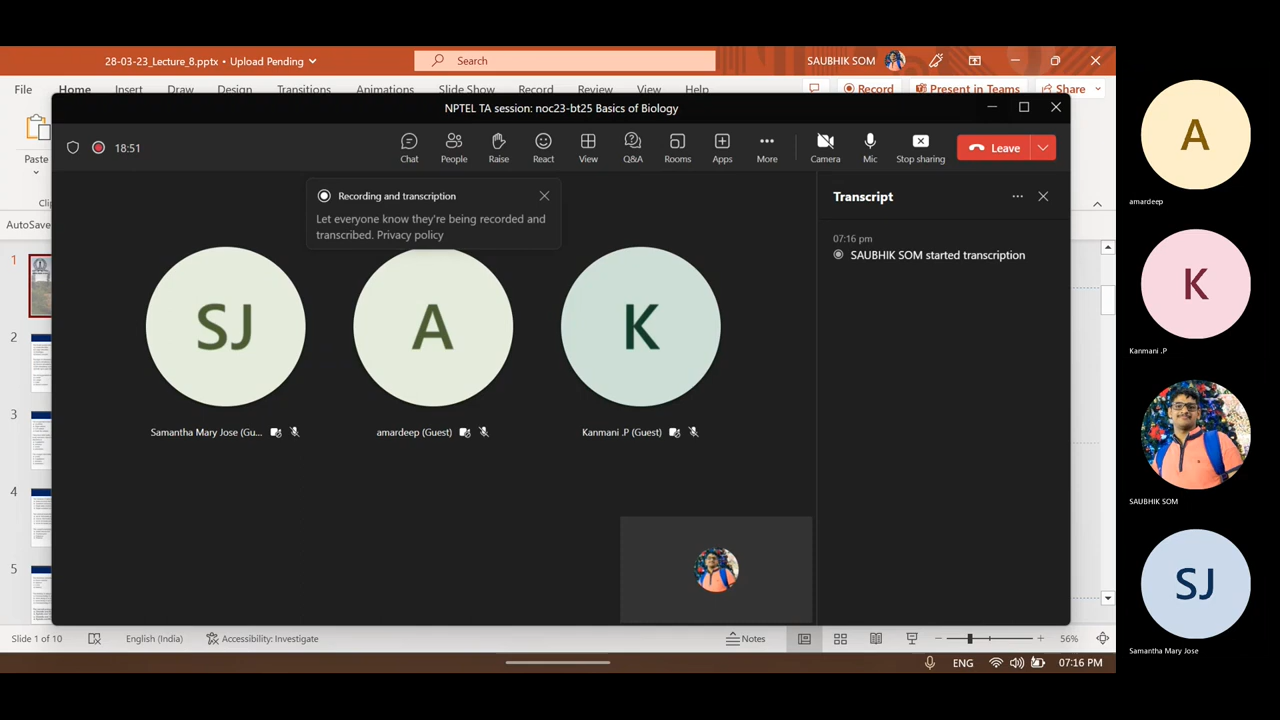 28-03-23_Lecture_8.pptx • Upload Pending
Search
SAUBHIK SOM
File Home Insert Draw Design Transitions Animations Slide Show Record Review View Help
Record Present in Teams Share
NPTEL TA session: noc23-bt25 Basics of Biology
Paste
AutoSave
18:51
Chat People Raise React View Q&A Rooms Apps More Camera Mic Stop sharing Leave
Recording and transcription
Let everyone know they're being recorded and
transcribed. Privacy policy
Transcript
07:16 pm
SAUBHIK SOM started transcription
SJ A K
Samantha Mary Jose (Gu... amardeep (Guest) Kanmani .P (Guest)
1
2
3
4
5
Slide 1 of 10 English (India) Accessibility: Investigate Notes 56%
ENG 07:16 PM
A
amardeep
K
Kanmani .P
SAUBHIK SOM
SJ
Samantha Mary Jose